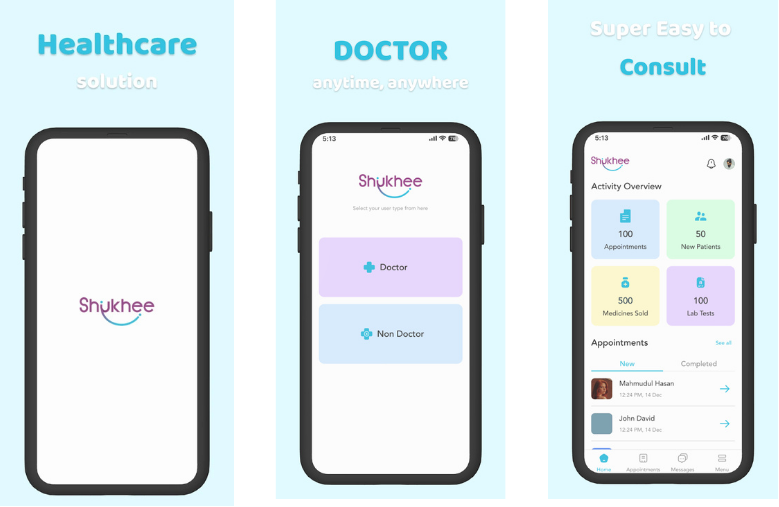 Healthcare
solution
Shukhee
DOCTOR
anytime, anywhere
5:13
Shukhee
Select your user type from here
Doctor
Non Doctor
Super Easy to
Consult
5:13
Shukhee
Activity Overview
100
Appointments
50
New Patients
500
Medicines Sold
100
Lab Tests
Appointments
See all
New
Completed
Mahmudul Hasan
12:24 PM, 14 Dec
John David
12:24 PM, 14 Dec
Home
Appointments
Messages
Menu